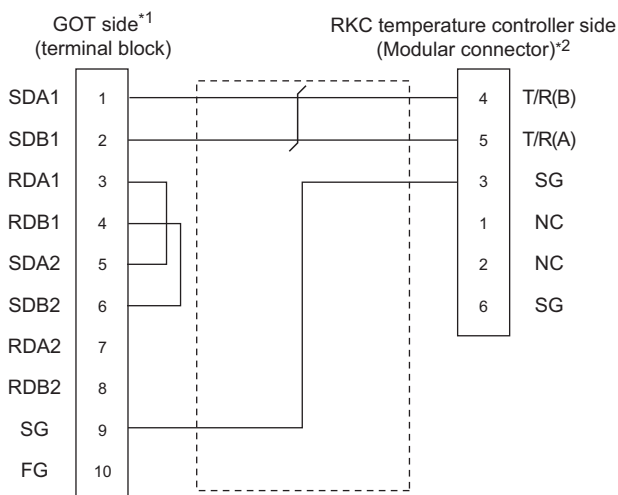 GOT side*1
(terminal block)
RKC temperature controller side
(Modular connector)*2
SDA1 1 4 T/R(B)
SDB1 2 5 T/R(A)
RDA1 3 3 SG
RDB1 4 1 NC
SDA2 5 2 NC
SDB2 6 6 SG
RDA2 7
RDB2 8
SG 9
FG 10